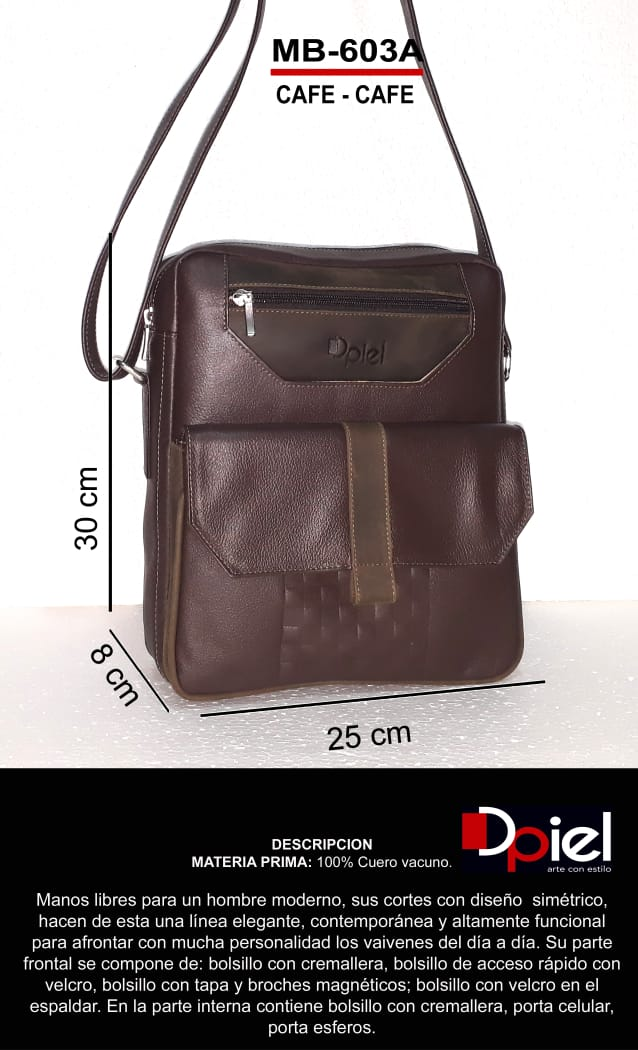 MB-603A
CAFE - CAFE
Dpiel
30 cm
8 cm
25 cm
Dpiel
arte con estilo
DESCRIPCION
MATERIA PRIMA: 100% Cuero vacuno.
Manos libres para un hombre moderno, sus cortes con diseño simétrico,
hacen de esta una línea elegante, contemporánea y altamente funcional
para afrontar con mucha personalidad los vaivenes del día a día. Su parte
frontal se compone de: bolsillo con cremallera, bolsillo de acceso rápido con
velcro, bolsillo con tapa y broches magnéticos; bolsillo con velcro en el
espaldar. En la parte interna contiene bolsillo con cremallera, porta celular,
porta esferos.